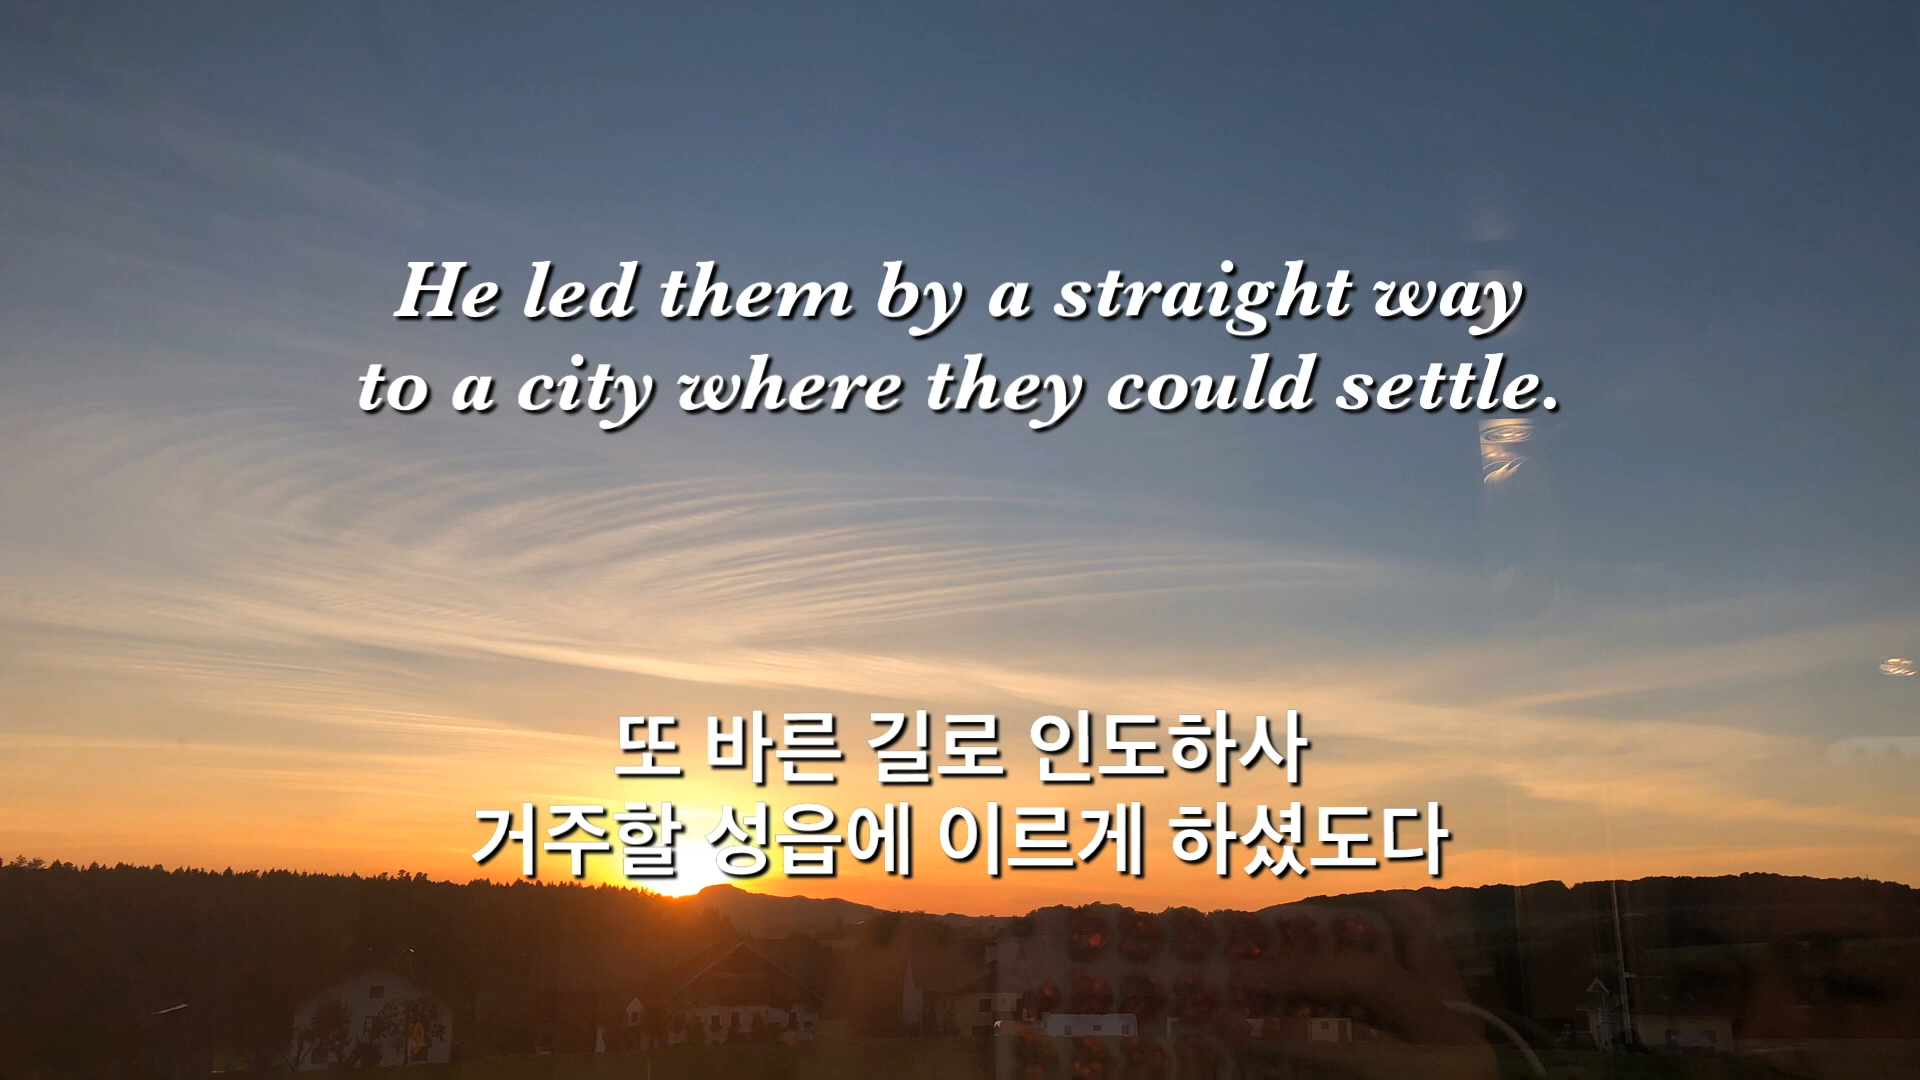 He led them by a straight way
to a city where they could settle.
또 바른 길로 인도하사
거주할 성읍에 이르게 하셨도다